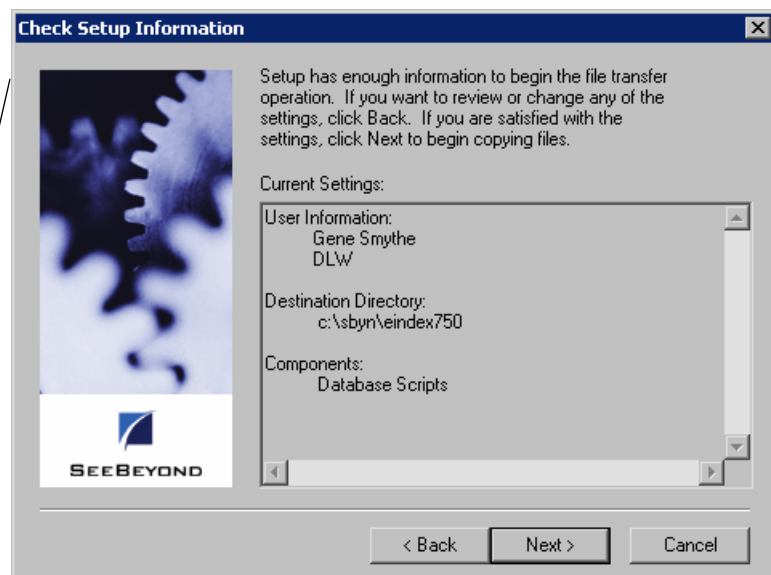 Check Setup Information
Setup has enough information to begin the file transfer
operation. If you want to review or change any of the
settings, click Back. If you are satisfied with the
settings, click Next to begin copying files.
Current Settings:
User Information:
Gene Smythe
DLW
Destination Directory:
c:\sbyn\eindex750
Components:
Database Scripts
SEEBEYOND
< Back
Next >
Cancel